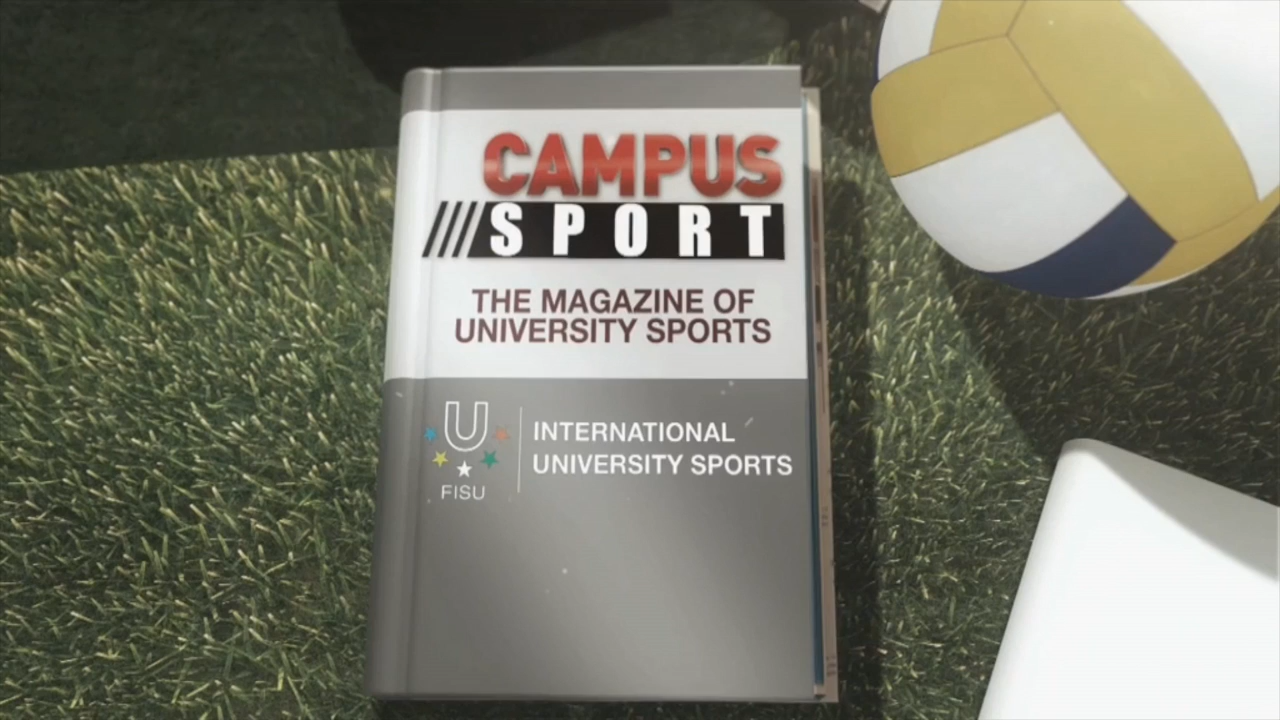 CAMPUS
SPORT
THE MAGAZINE OF
UNIVERSITY SPORTS
U
FISU
INTERNATIONAL
UNIVERSITY SPORTS